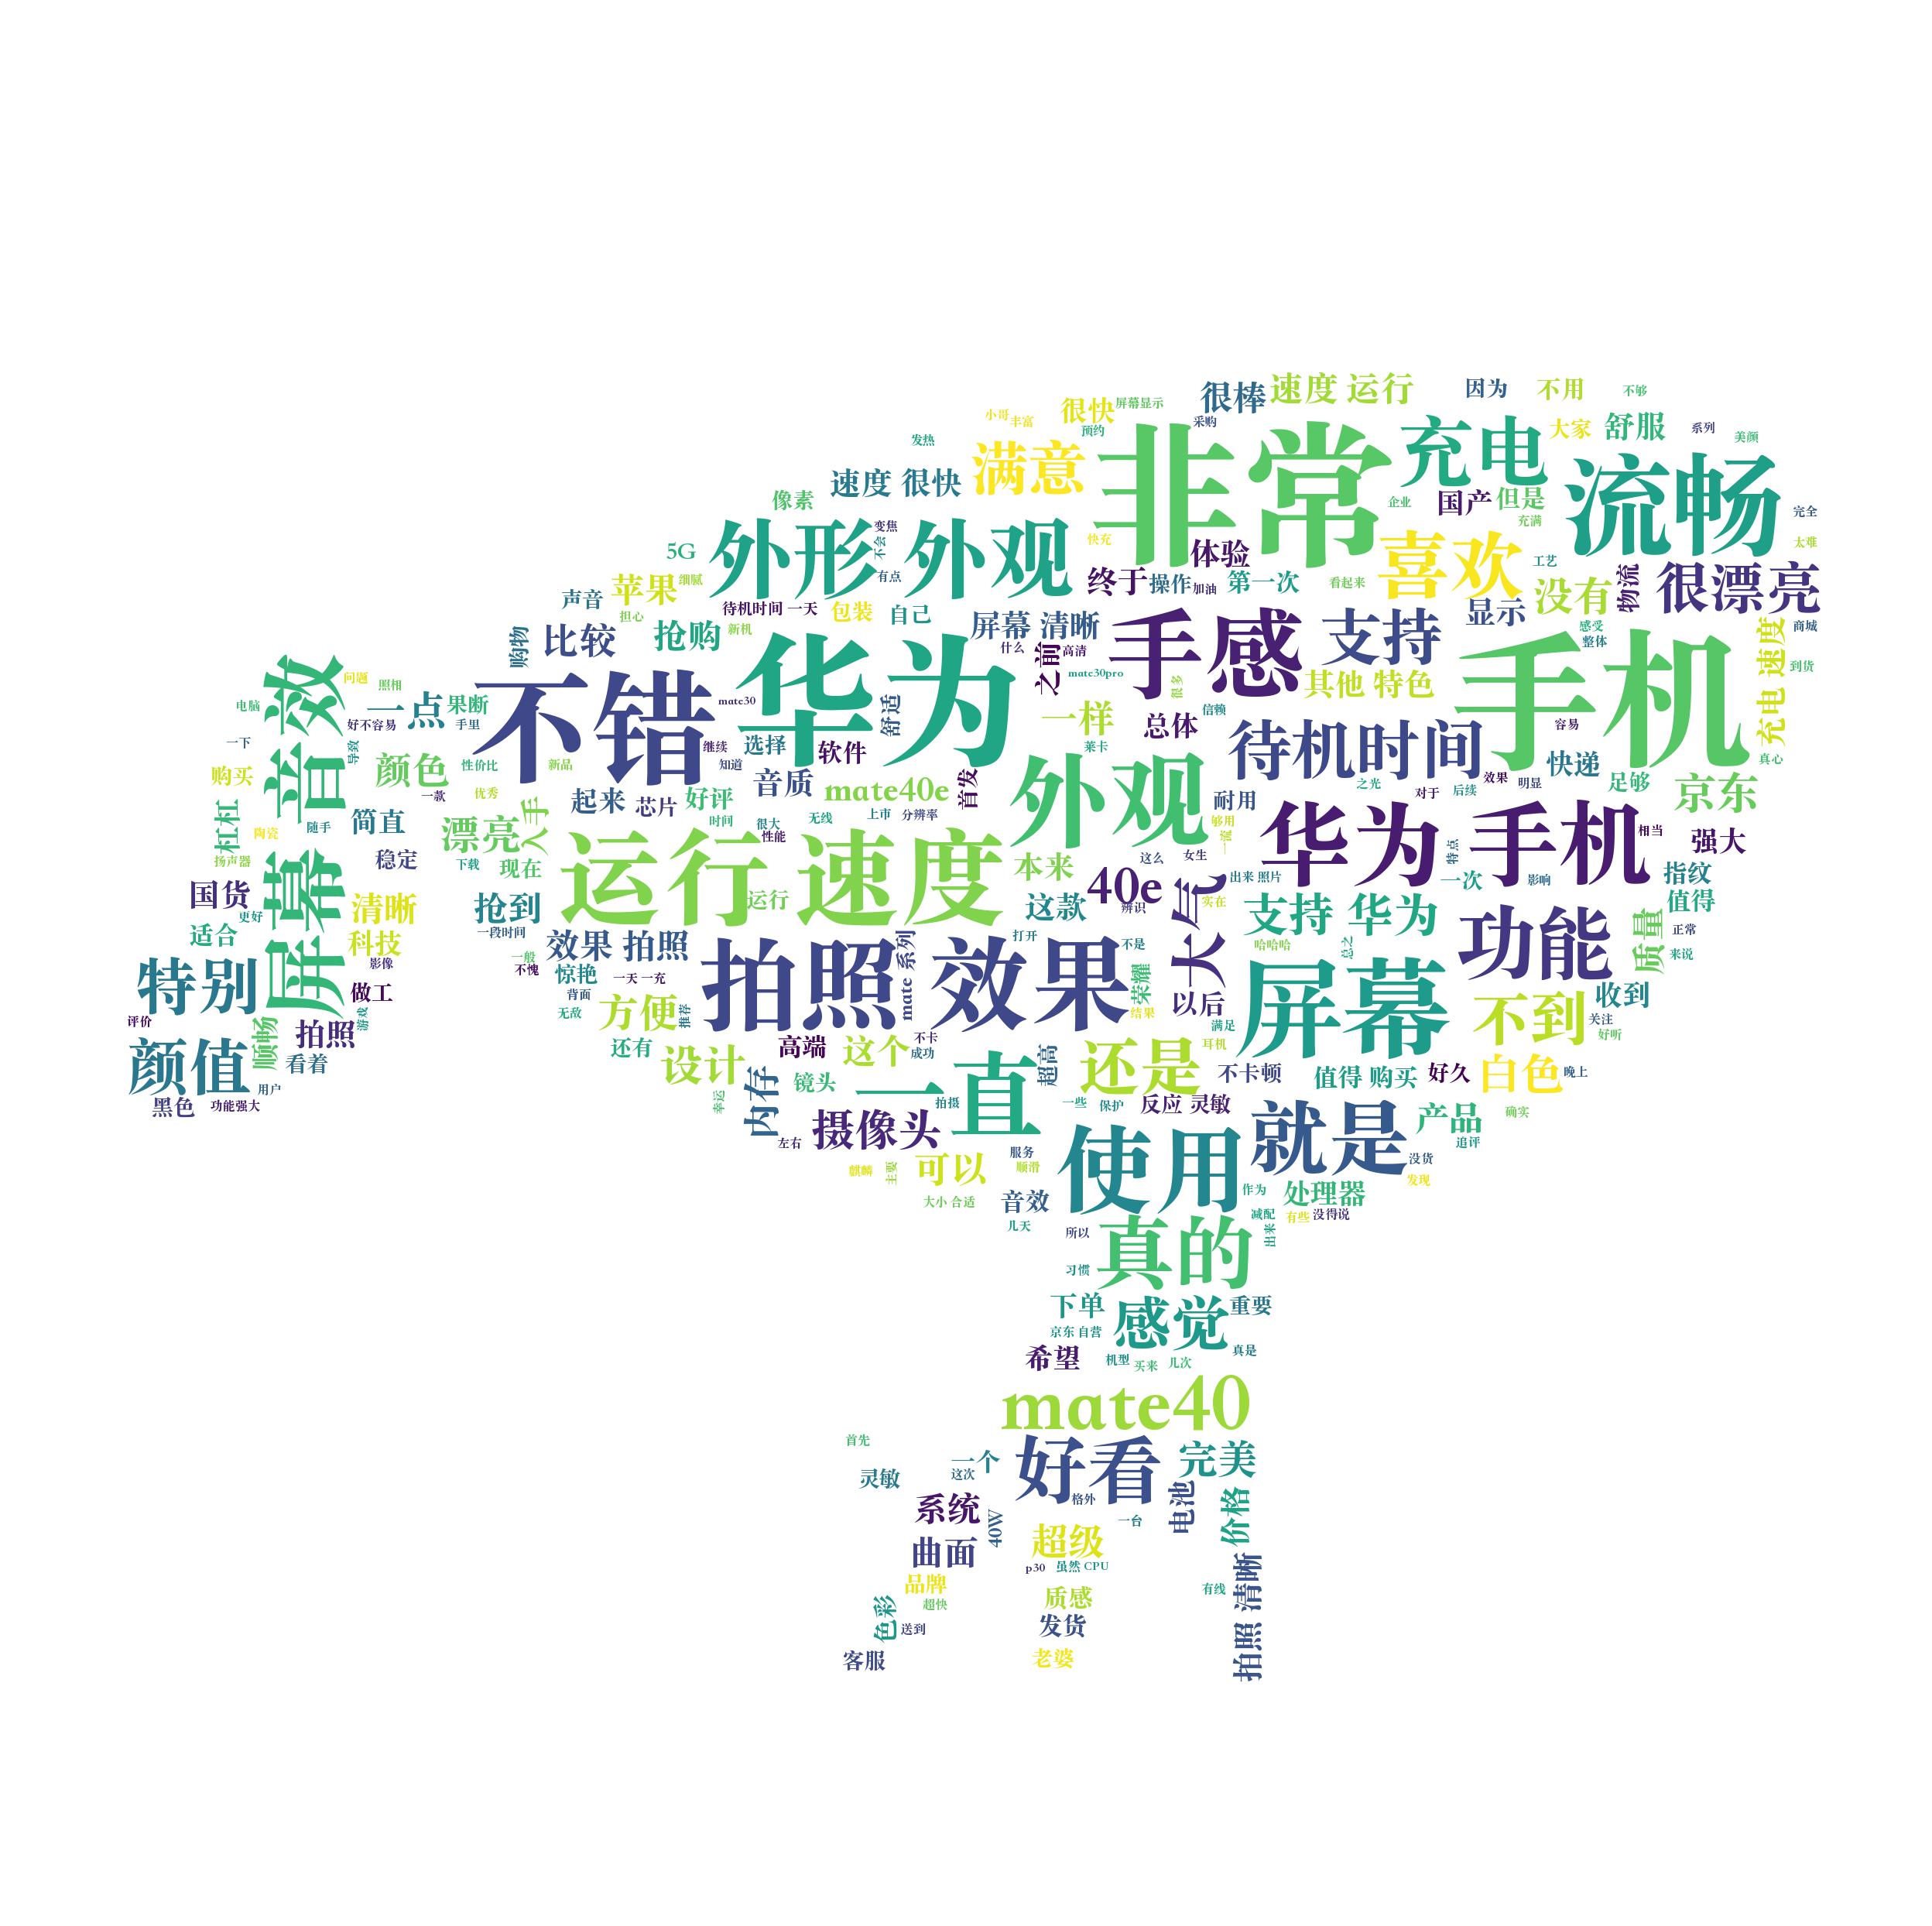 很棒
速度 运行
因为
不用
不够
小哥
丰富
很快
屏幕显示
预约
采购
非常
充电
大家
舒服
系列
美颜
发热
满意
速度 很快
像素
企业
国产
但是
充满
流畅
完全
太难
5G
外形 外观
变焦
不会
有点
快充
体验
喜欢
工艺
苹果
细腻
声音
担心
待机时间 一天
新机
包装
自己
终于
操作
加油
第一次
看起来
没有
物流
很漂亮
显示
感受
整体
商城
购物
比较
抢购
屏幕 清晰
什么
高清
之前
mate30pro
手感
很多
支持
其他 特色
手机
充电 速度
到货
真心
音效
屏幕
问题
照相
电脑
一点
果断
好不容易
手里
不错
mate30
华为
舒适
一样
总体
信赖
莱卡
待机时间
容易
一下
导致
购买
颜色
性价比
一款
优秀
新品
继续
选择
知道
软件
音质
mate40e
首发
外观
耐用
之光
对于
后续
效果
明显
快递
足够
京东
杠杠
陶瓷
随手
简直
扬声器
稳定
漂亮
入手
起来
芯片
好评
时间
很大
性能
无线
上市
分辨率
够用
一流
华为 手机
特点
相当
强大
下载
现在
运行 速度
运行
本来
这么
女生
40e
辨识
大气
实在
出来 照片
一次
影响
指纹
值得
国货
更好
适合
清晰
科技
影像
抢到
一段时间
效果 拍照
这款
打开
不是
支持 华为
哈哈哈
总之
功能
质量
正常
来说
特别
做工
游戏
一般
不愧
惊艳
一天 一充
背面
无敌
方便
推荐
拍照 效果
mate 系列
荣耀
结果
以后
满足
耳机
屏幕
不到
收到
关注
好听
评价
颜值
顺畅
拍照
看着
用户
黑色
功能强大
还有
设计
高端
这个
不卡
成功
镜头
超高
还是
不卡顿
值得 购买
好久
白色
晚上
幸运
内存
一直
拍摄
一些
保护
反应 灵敏
左右
摄像头
服务
顺滑
使用
就是
产品
确实
追评
没货
发现
麒麟
主要
可以
大小 合适
音效
几天
作为
处理器
减配
有些
没得说
出来
所以
习惯
真的
下单
感觉
重要
京东 自营
希望
机型
买来
几次
真是
mate40
首先
一个
这次
好看
格外
完美
灵敏
系统
40W
一台
电池
价格
曲面
超级
p30
虽然 CPU
品牌
超快
质感
有线
拍照 清晰
色彩
送到
发货
客服
老婆